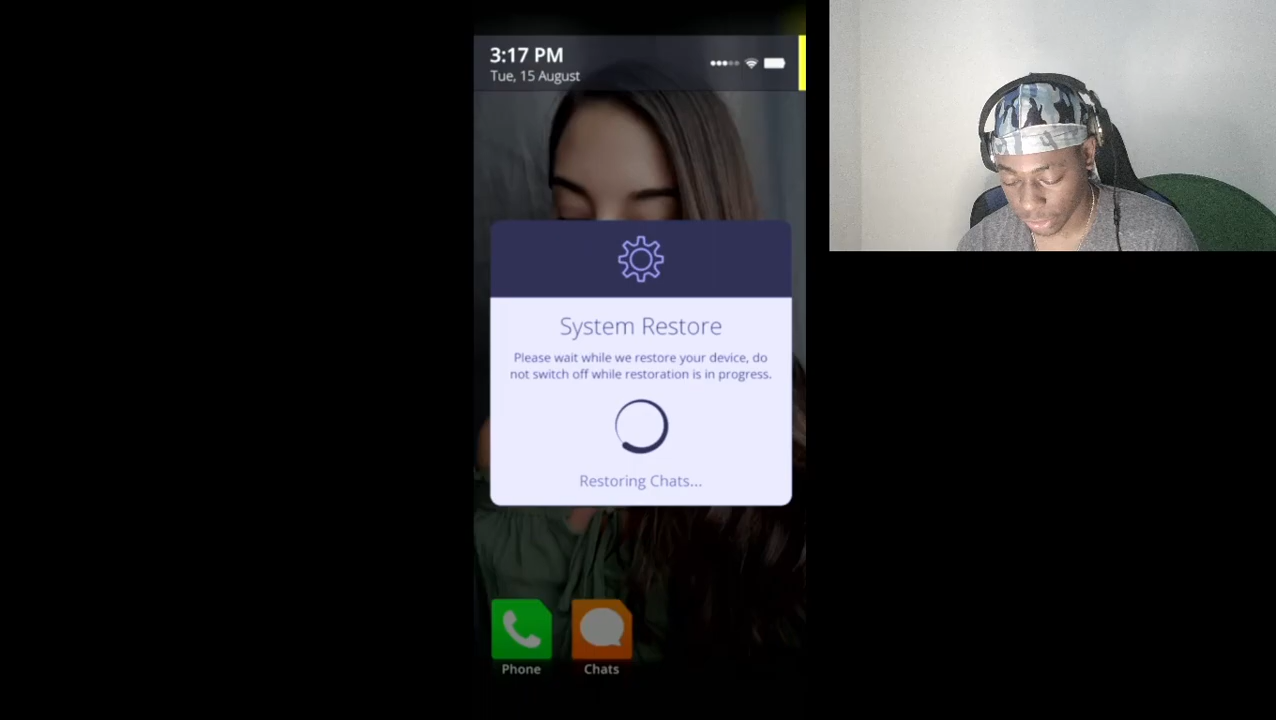 3:17 PM
Tue, 15 August
System Restore
Please wait while we restore your device, do
not switch off while restoration is in progress.
Restoring Chats...
Phone
Chats